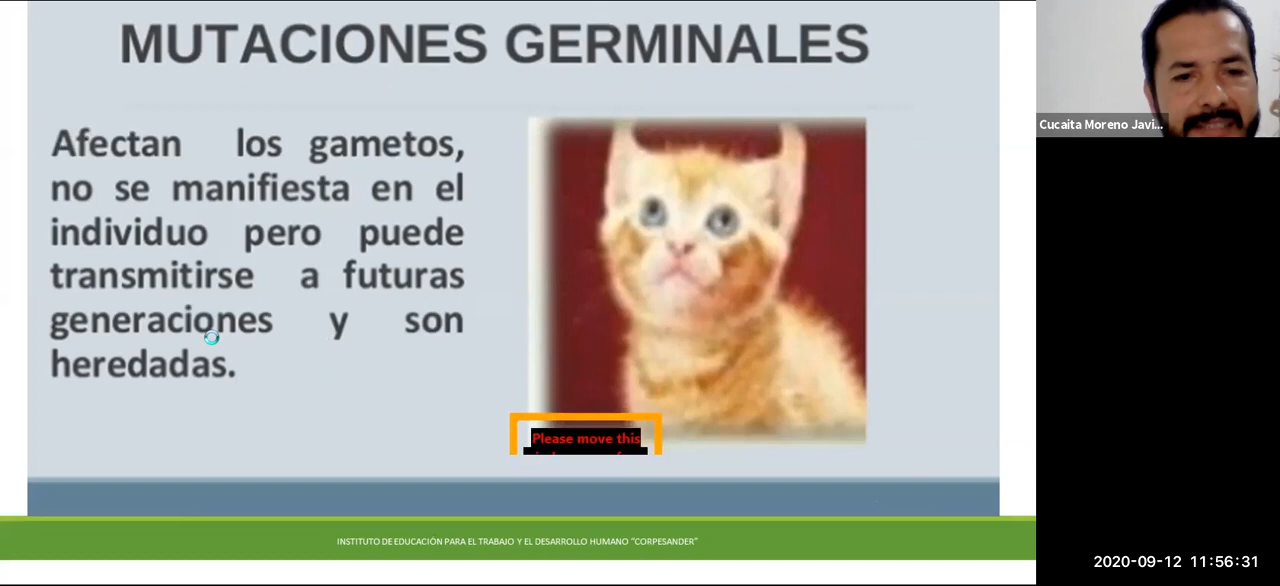 MUTACIONES GERMINALES
Afectan los gametos,
no se manifiesta en el
individuo pero puede
transmitirse a futuras
generaciones y son
heredadas.
Please move this
INSTITUTO DE EDUCACIÓN PARA EL TRABAJO Y EL DESARROLLO HUMANO "CORPESANDER"
Cucaita Moreno Javi...
2020-09-12 11:56:31